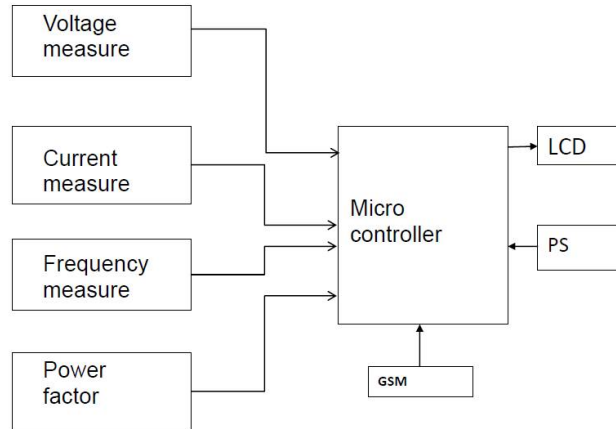 Voltage
measure
Current
measure
Frequency
measure
Power
factor
Micro
controller
LCD
PS
GSM